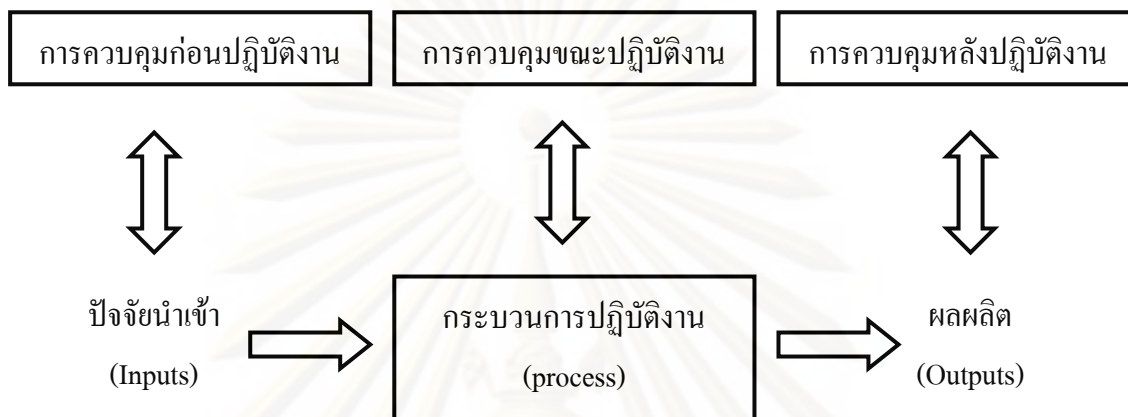 การควบคุมก่อนปฏิบัติงาน
การควบคุมขณะปฏิบัติงาน
การควบคุมหลังปฏิบัติงาน
ปัจจัยนำเข้า
(Inputs)
กระบวนการปฏิบัติงาน
(process)
ผลผลิต
(Outputs)